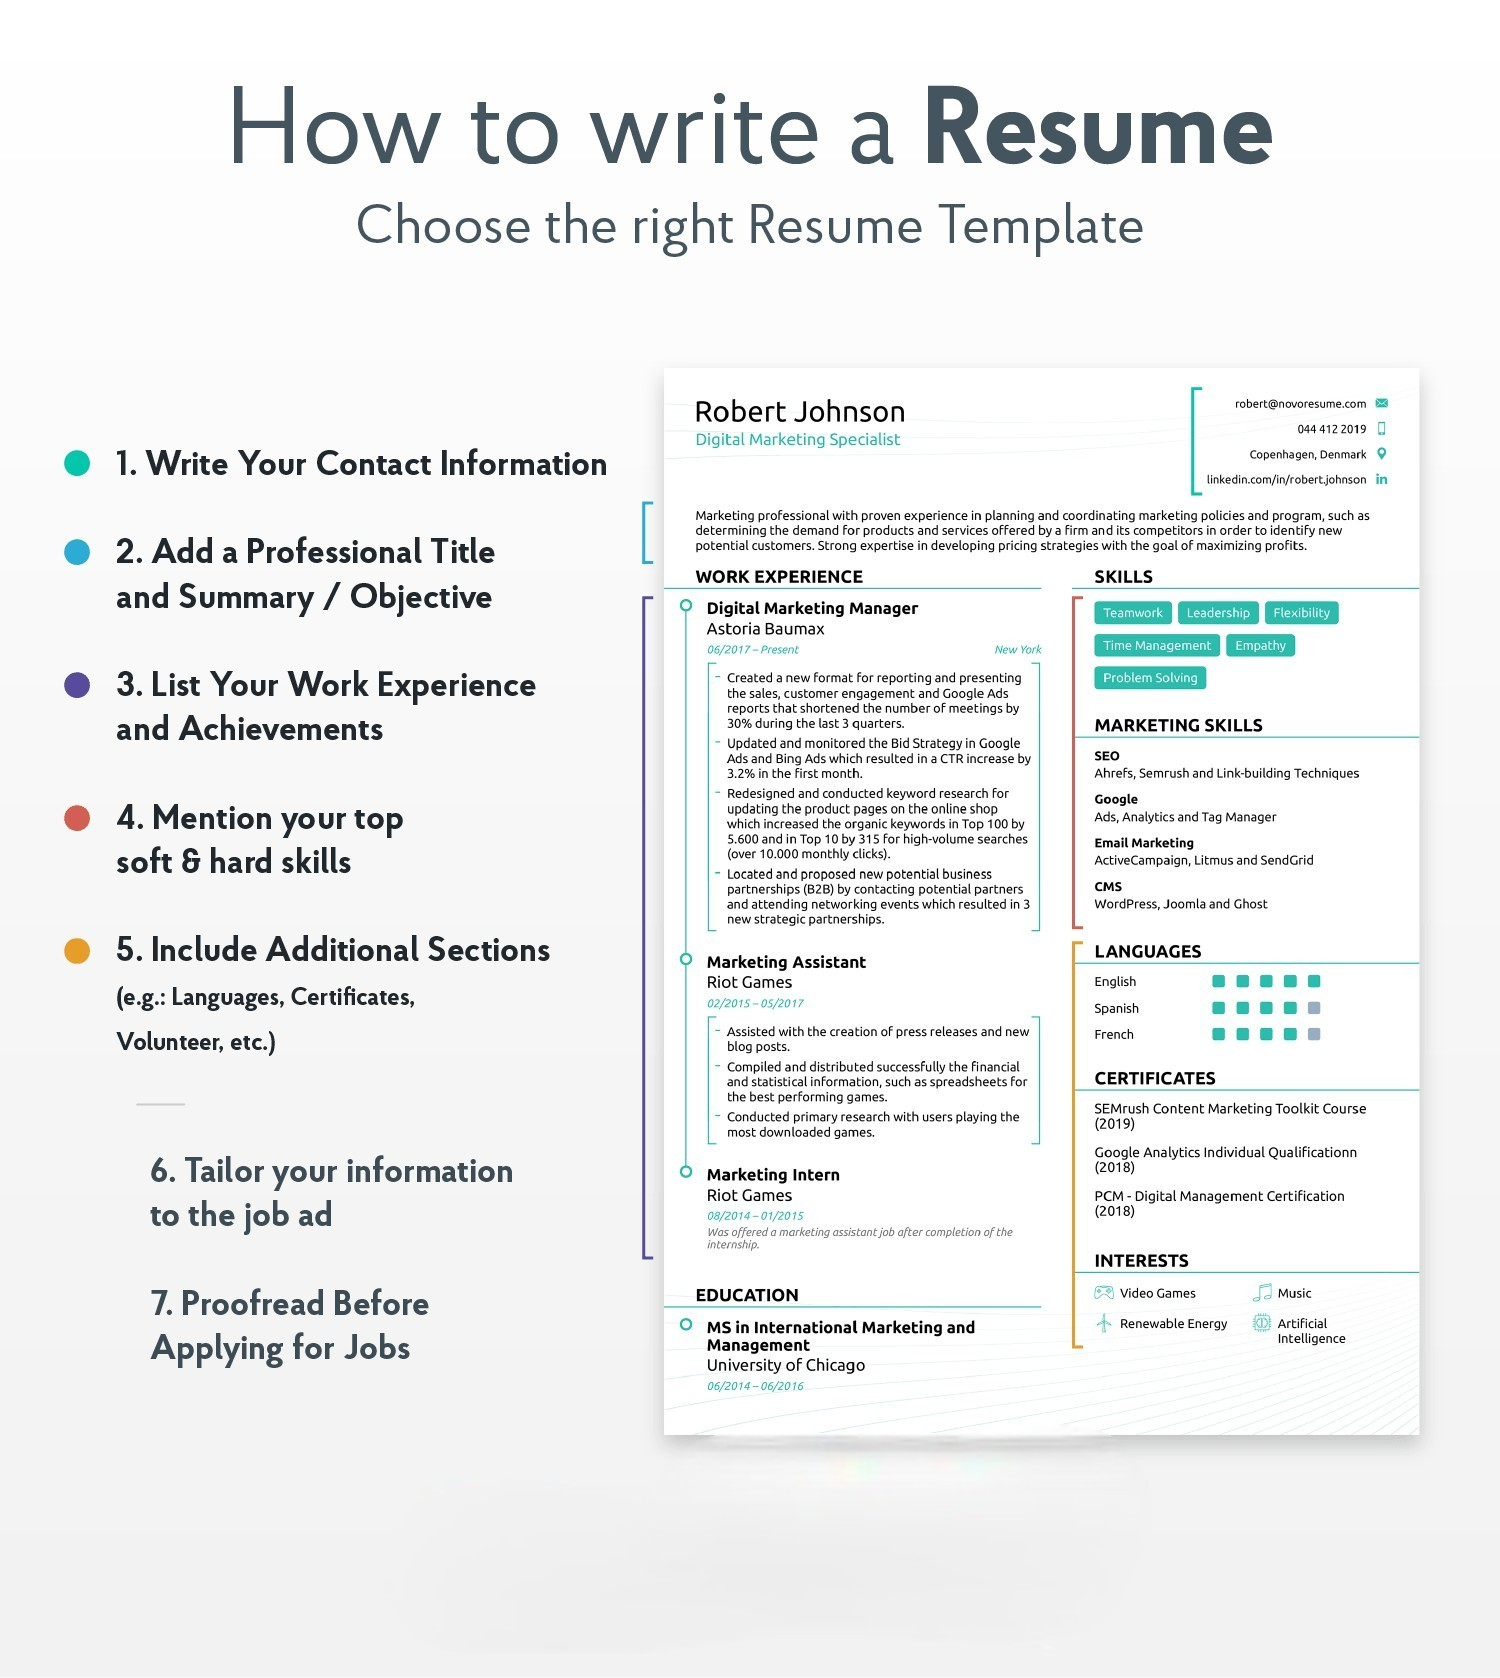 How to write a Resume
Choose the right Resume Template
1. Write Your Contact Information
2. Add a Professional Title
and Summary / Objective
3. List Your Work Experience
and Achievements
4. Mention your top
soft & hard skills
5. Include Additional Sections
(e.g.: Languages, Certificates,
Volunteer, etc.)
6. Tailor your information
to the job ad
7. Proofread Before
Applying for Jobs
Robert Johnson
Digital Marketing Specialist
robert@novoresume.com
044 412 2019
Copenhagen, Denmark
linkedin.com/in/robert.johnson in
Marketing professional with proven experience in planning and coordinating marketing policies and program, such as
determining the demand for products and services offered by a firm and its competitors in order to identify new
potential customers. Strong expertise in developing pricing strategies with the goal of maximizing profits.
WORK EXPERIENCE
Digital Marketing Manager
Astoria Baumax
06/2017 – Present New York
- Created a new format for reporting and presenting
the sales, customer engagement and Google Ads
reports that shortened the number of meetings by
30% during the last 3 quarters.
- Updated and monitored the Bid Strategy in Google
Ads and Bing Ads which resulted in a CTR increase by
3.2% in the first month.
- Redesigned and conducted keyword research for
updating the product pages on the online shop
which increased the organic keywords in Top 100 by
5.600 and in Top 10 by 315 for high-volume searches
(over 10.000 monthly clicks).
- Located and proposed new potential business
partnerships (B2B) by contacting potential partners
and attending networking events which resulted in 3
new strategic partnerships.
Marketing Assistant
Riot Games
02/2015 – 05/2017
- Assisted with the creation of press releases and new
blog posts.
- Compiled and distributed successfully the financial
and statistical information, such as spreadsheets for
the best performing games.
- Conducted primary research with users playing the
most downloaded games.
Marketing Intern
Riot Games
08/2014 – 01/2015
Was offered a marketing assistant job after completion of the
internship.
EDUCATION
MS in International Marketing and
Management
University of Chicago
06/2014 – 06/2016
SKILLS
Teamwork Leadership Flexibility
Time Management Empathy
Problem Solving
MARKETING SKILLS
SEO
Ahrefs, Semrush and Link-building Techniques
Google
Ads, Analytics and Tag Manager
Email Marketing
ActiveCampaign, Litmus and SendGrid
CMS
WordPress, Joomla and Ghost
LANGUAGES
English
Spanish
French
CERTIFICATES
SEMrush Content Marketing Toolkit Course
(2019)
Google Analytics Individual Qualificationn
(2018)
PCM - Digital Management Certification
(2018)
INTERESTS
Video Games Music
Renewable Energy Artificial
Intelligence